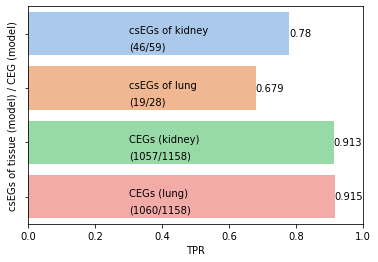 csEGs of tissue (model) / CEG (model)
csEGs of kidney
(46/59)
0.78
csEGs of lung
(19/28)
0.679
CEGs (kidney)
(1057/1158)
0.913
CEGs (lung)
(1060/1158)
0.915
0.0 0.2 0.4 0.6 0.8 1.0
TPR